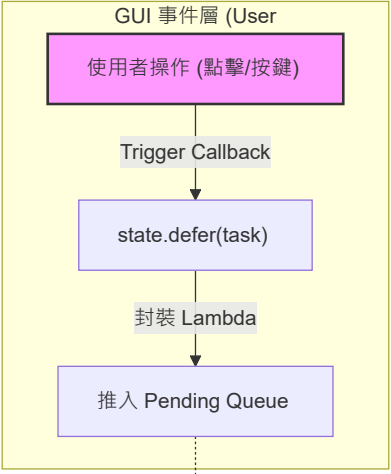 GUI 事件層 (User
使用者操作 (點擊/按鍵)
Trigger Callback
state.defer(task)
封裝 Lambda
推入 Pending Queue